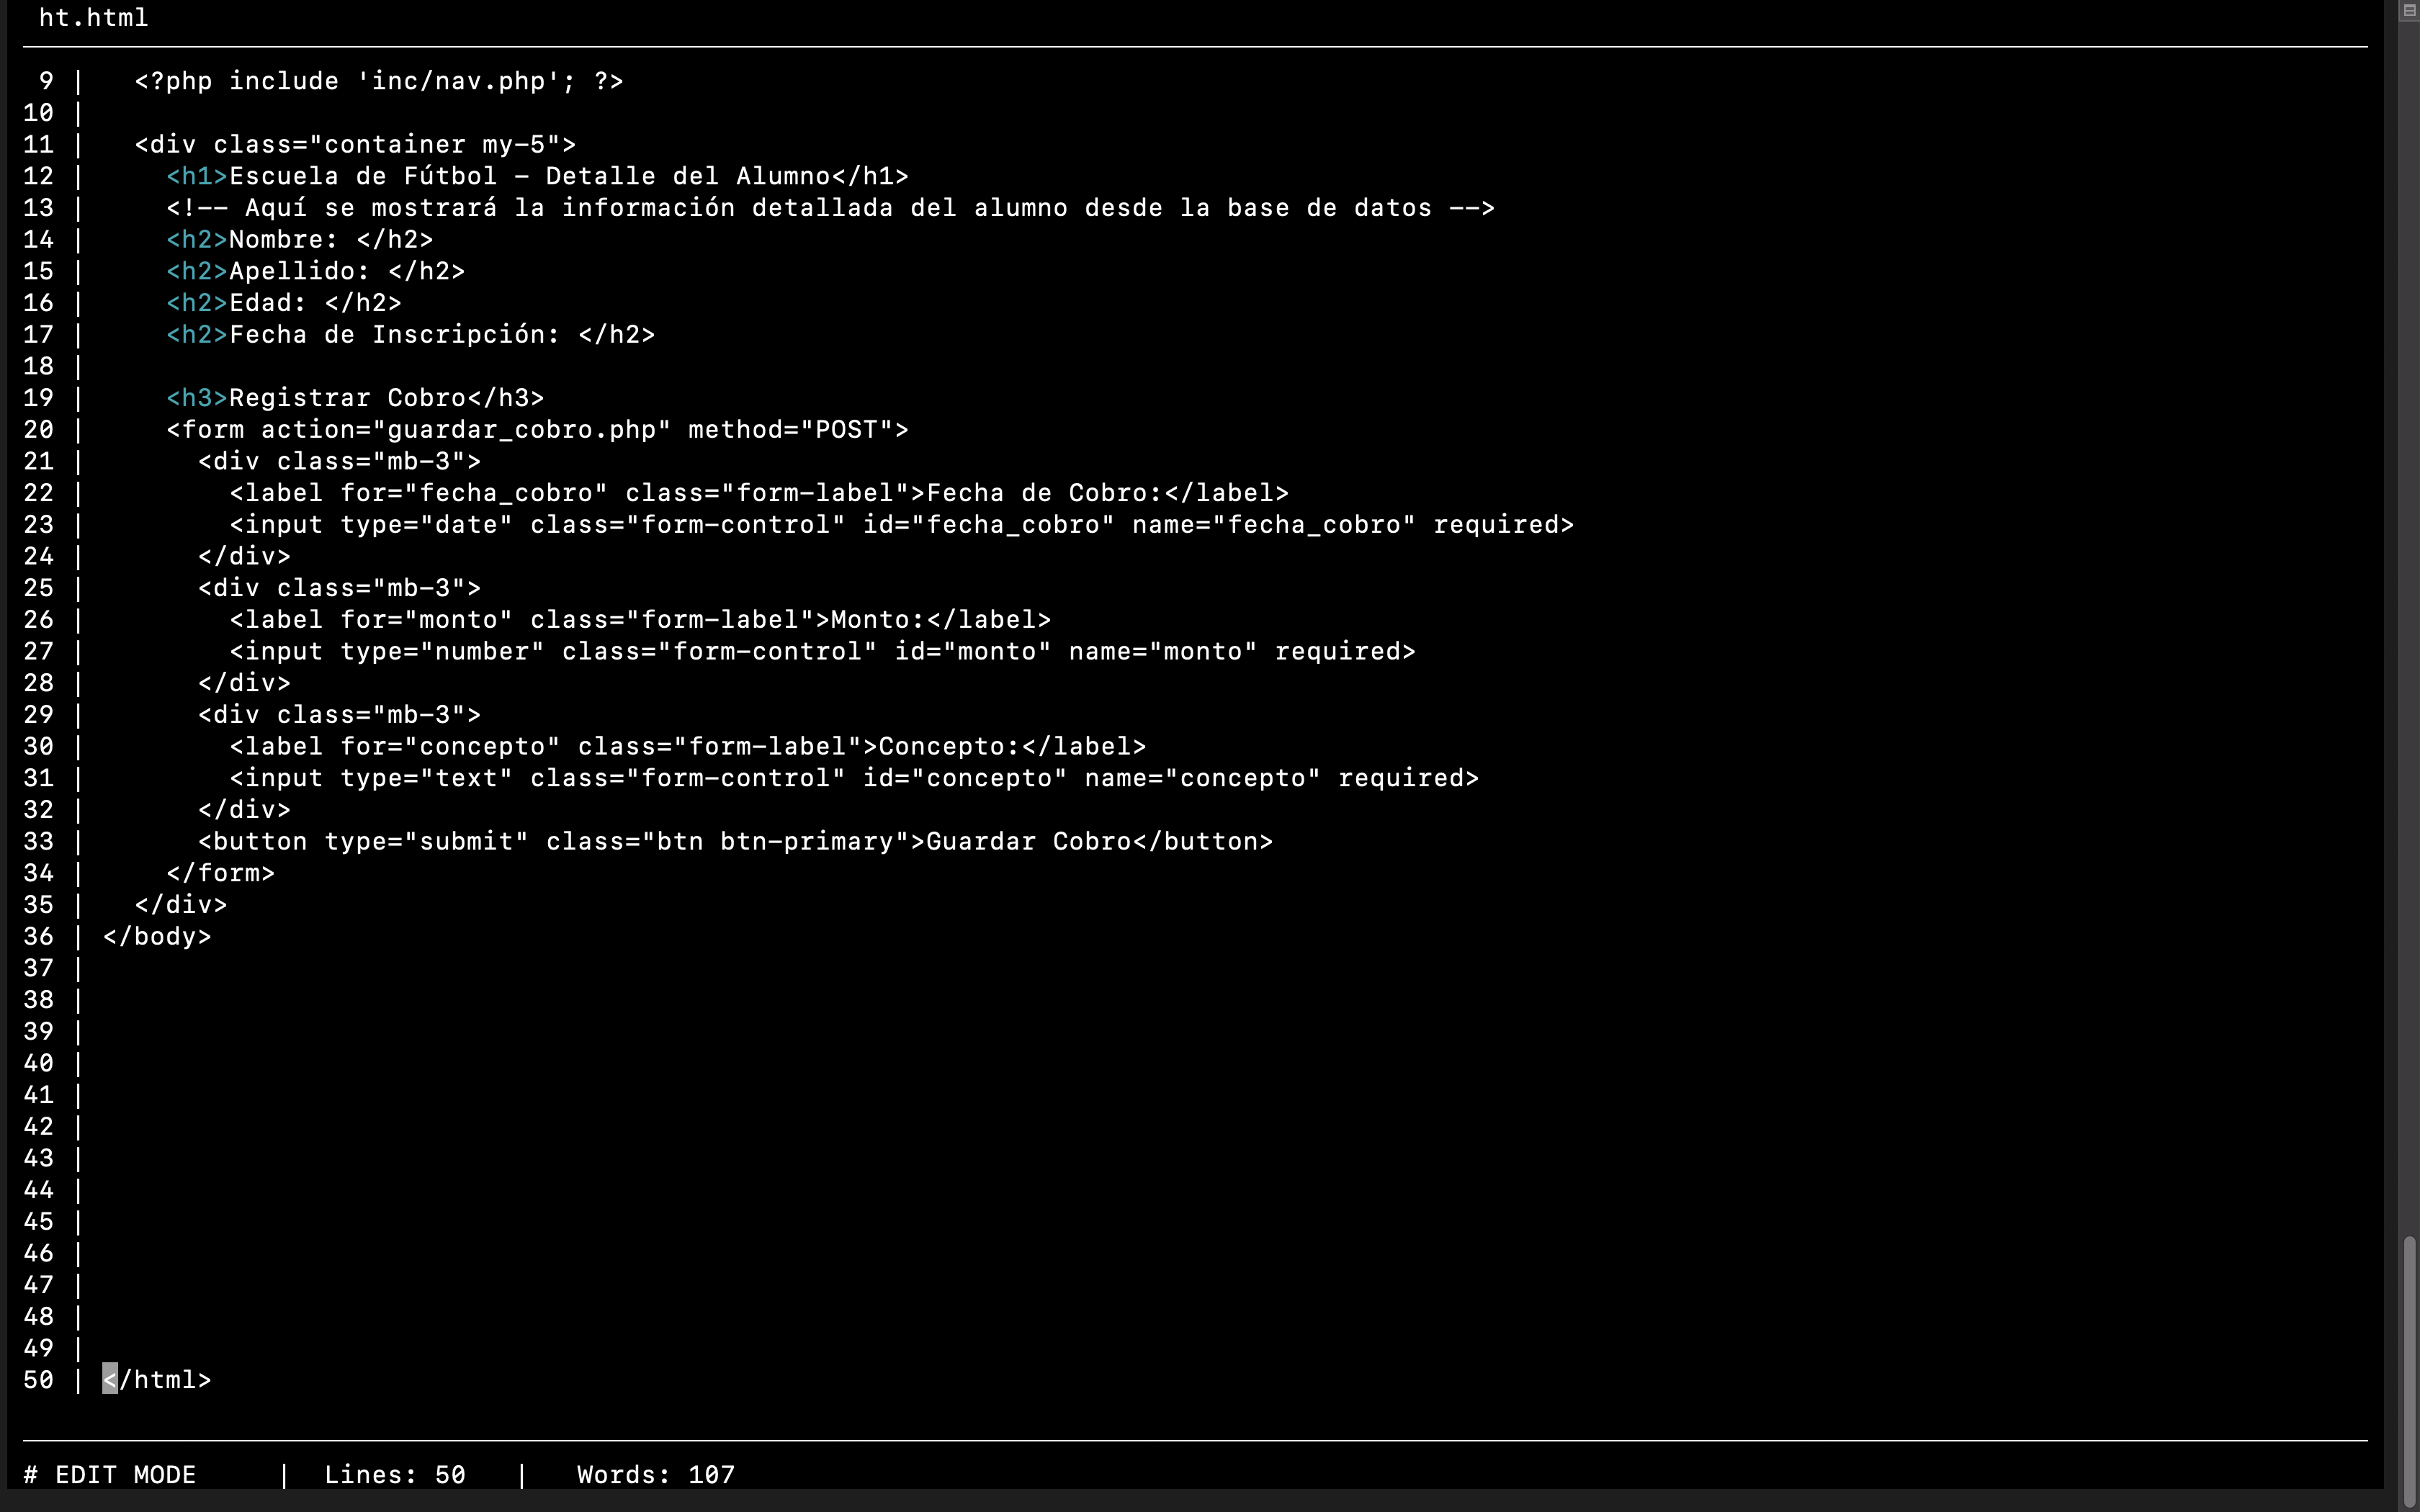 ht.html
9 |   <?php include 'inc/nav.php'; ?>
10 |
11 |   <div class="container my-5">
12 |     <h1>Escuela de Fútbol - Detalle del Alumno</h1>
13 |     <!-- Aquí se mostrará la información detallada del alumno desde la base de datos -->
14 |     <h2>Nombre: </h2>
15 |     <h2>Apellido: </h2>
16 |     <h2>Edad: </h2>
17 |     <h2>Fecha de Inscripción: </h2>
18 |
19 |     <h3>Registrar Cobro</h3>
20 |     <form action="guardar_cobro.php" method="POST">
21 |       <div class="mb-3">
22 |         <label for="fecha_cobro" class="form-label">Fecha de Cobro:</label>
23 |         <input type="date" class="form-control" id="fecha_cobro" name="fecha_cobro" required>
24 |       </div>
25 |       <div class="mb-3">
26 |         <label for="monto" class="form-label">Monto:</label>
27 |         <input type="number" class="form-control" id="monto" name="monto" required>
28 |       </div>
29 |       <div class="mb-3">
30 |         <label for="concepto" class="form-label">Concepto:</label>
31 |         <input type="text" class="form-control" id="concepto" name="concepto" required>
32 |       </div>
33 |       <button type="submit" class="btn btn-primary">Guardar Cobro</button>
34 |     </form>
35 |   </div>
36 | </body>
37 |
38 |
39 |
40 |
41 |
42 |
43 |
44 |
45 |
46 |
47 |
48 |
49 |
50 | </html>
# EDIT MODE     |  Lines: 50   |   Words: 107